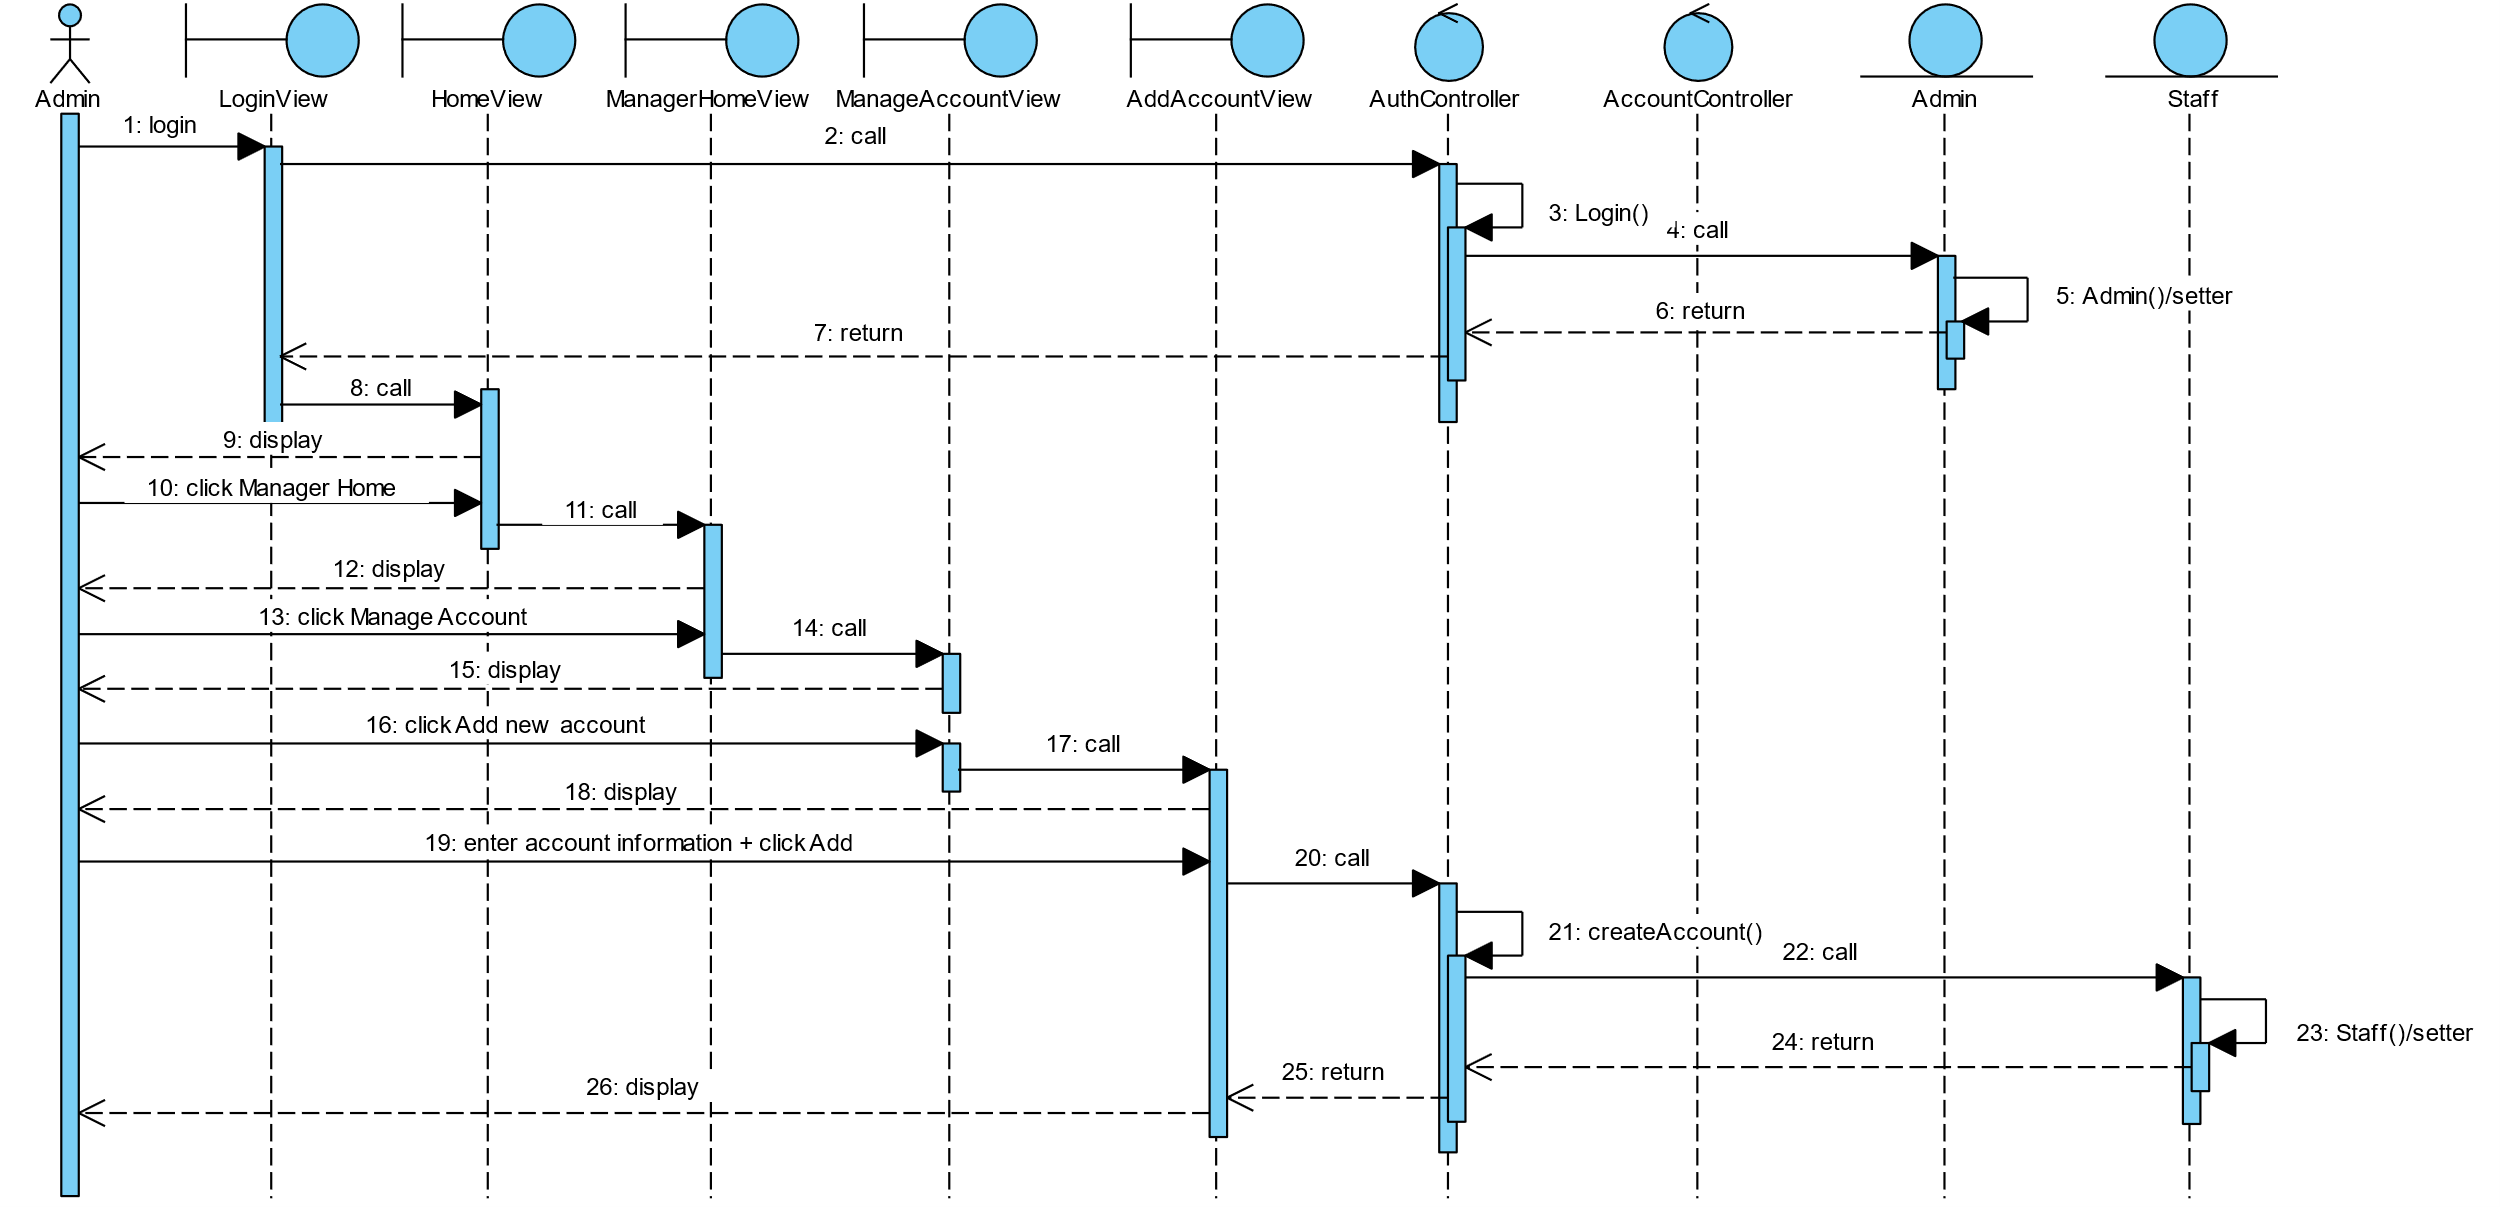 Admin
LoginView
HomeView
ManagerHomeView
ManageAccountView
AddAccountView
AuthController
AccountController
Admin
Staff
1: login
2: call
3: Login()
4: call
5: Admin()/setter
6: return
7: return
8: call
9: display
10: click Manager Home
11: call
12: display
13: click Manage Account
14: call
15: display
16: click Add new  account
17: call
18: display
19: enter account information + click Add
20: call
21: createAccount()
22: call
23: Staff()/setter
24: return
25: return
26: display